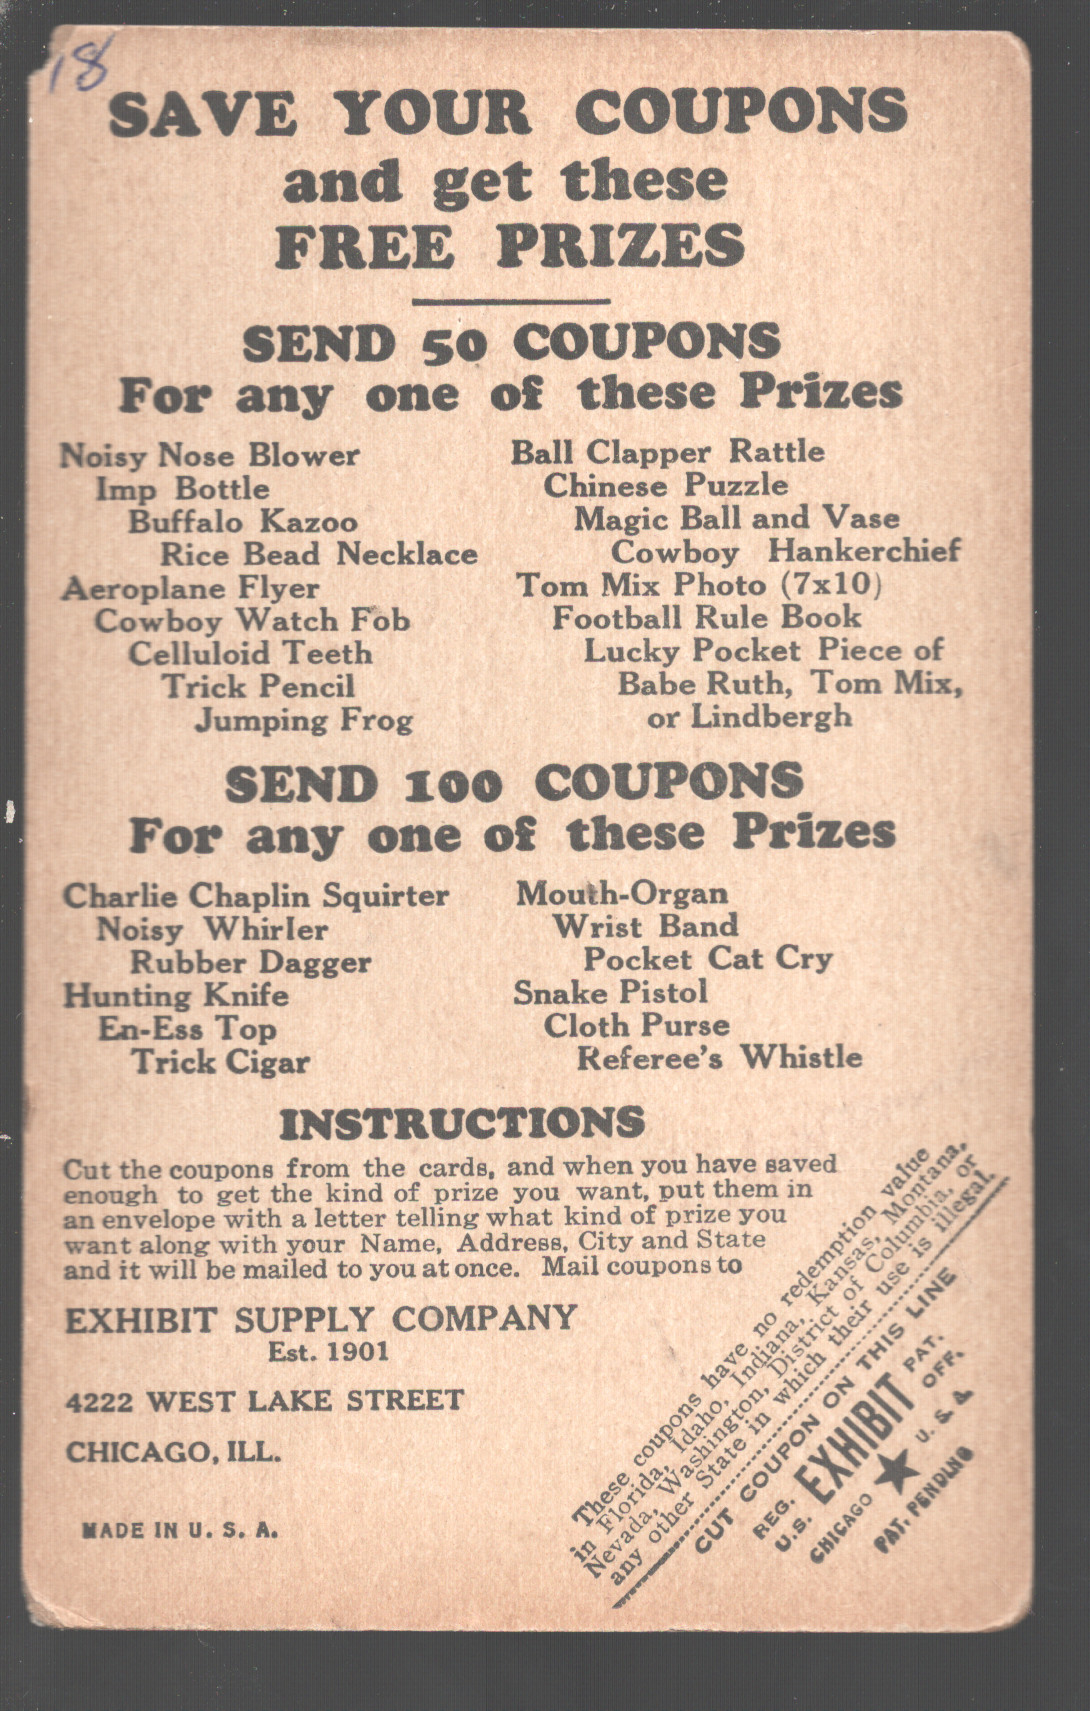 18
SAVE YOUR COUPONS
and get these
FREE PRIZES
SEND 50 COUPONS
For any one of these Prizes
Noisy Nose Blower
Imp Bottle
Buffalo Kazoo
Rice Bead Necklace
Aeroplane Flyer
Cowboy Watch Fob
Celluloid Teeth
Trick Pencil
Jumping Frog
Ball Clapper Rattle
Chinese Puzzle
Magic Ball and Vase
Cowboy Hankerchief
Tom Mix Photo (7x10)
Football Rule Book
Lucky Pocket Piece of
Babe Ruth, Tom Mix,
or Lindbergh
SEND 100 COUPONS
For any one of these Prizes
Charlie Chaplin Squirter
Noisy Whirler
Rubber Dagger
Hunting Knife
En-Ess Top
Trick Cigar
Mouth-Organ
Wrist Band
Pocket Cat Cry
Snake Pistol
Cloth Purse
Referee's Whistle
INSTRUCTIONS
Cut the coupons from the cards, and when you have saved
enough to get the kind of prize you want, put them in
an envelope with a letter telling what kind of prize you
want along with your Name, Address, City and State
and it will be mailed to you at once. Mail coupons to
EXHIBIT SUPPLY COMPANY
Est. 1901
4222 WEST LAKE STREET
CHICAGO, ILL.
MADE IN U. S. A.
These coupons have no redemption value
in Florida, Idaho, Indiana, Kansas, Montana,
Nevada, Washington, District of Columbia, or
any other State in which their use is illegal.
CUT COUPON ON THIS LINE
REG. EXHIBIT PAT.
U.S. OFF.
CHICAGO ★ U. S. A.
PAT. PENDING